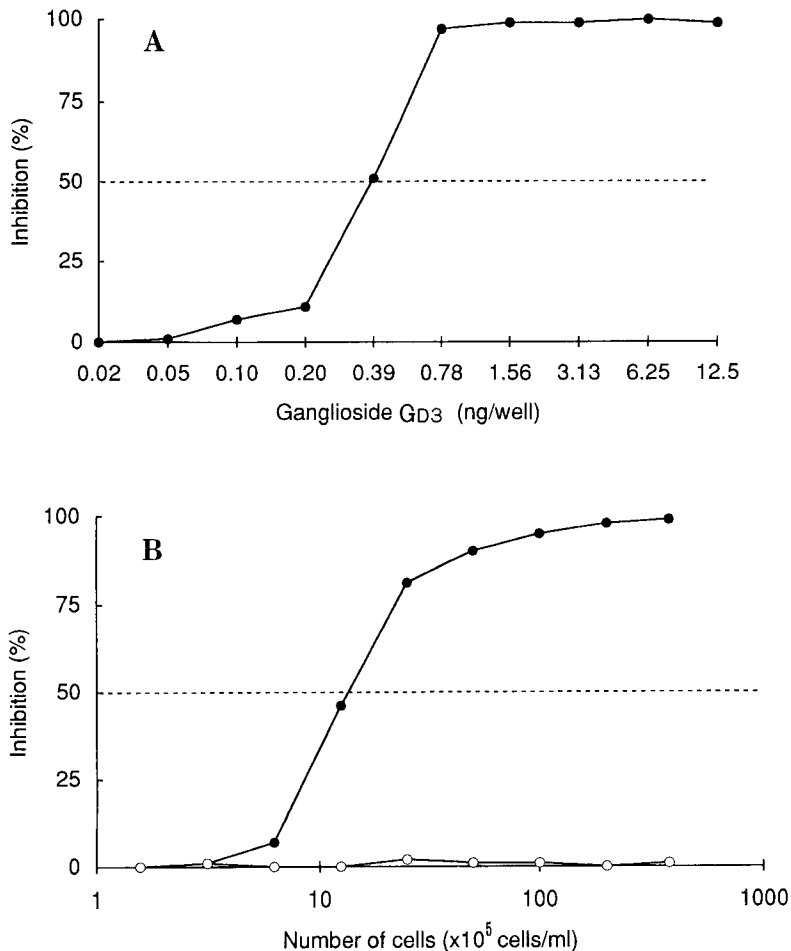 A
Inhibition (%)
100
75
50
25
0
0.02 0.05 0.10 0.20 0.39 0.78 1.56 3.13 6.25 12.5
Ganglioside GD3 (ng/well)
B
Inhibition (%)
100
75
50
25
0
1 10 100 1000
Number of cells (x10⁵ cells/ml)